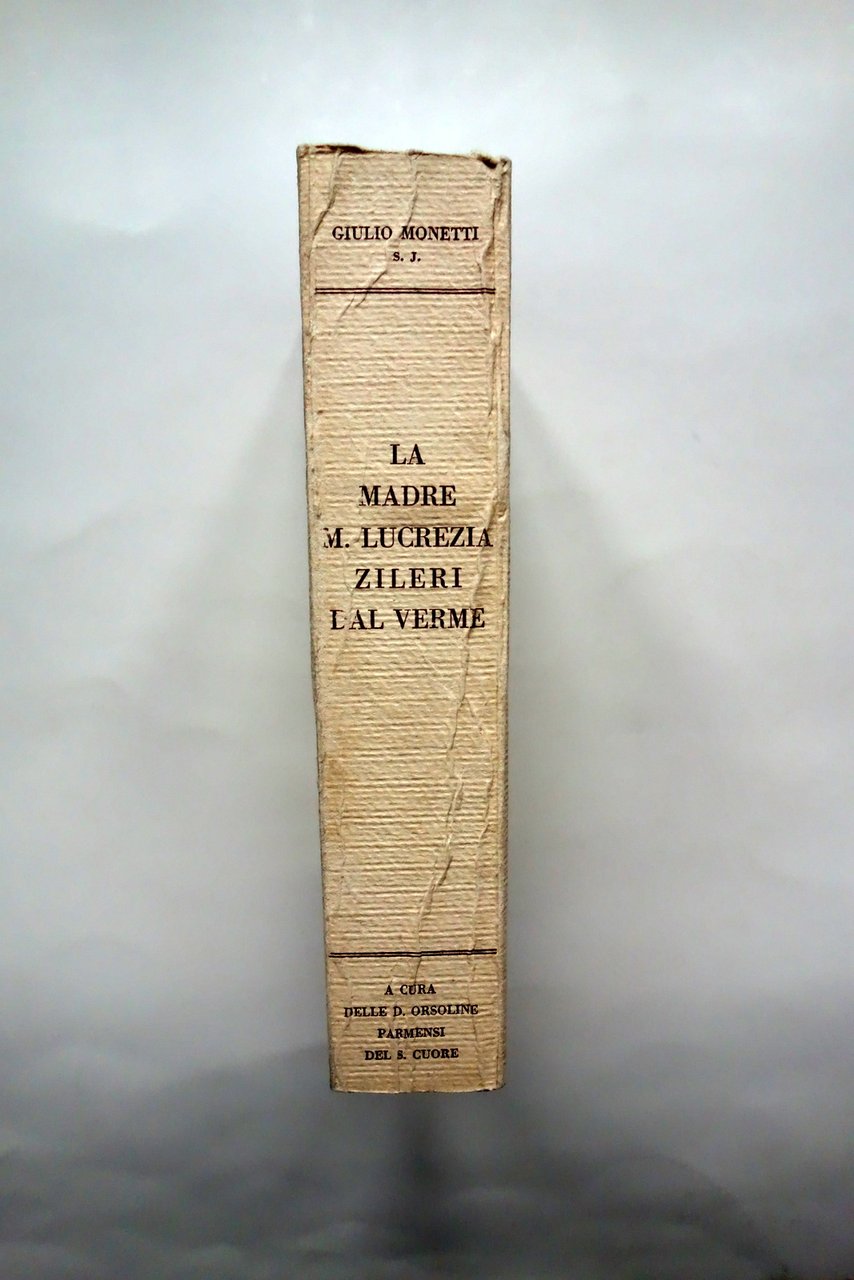 GIULIO MONETTI
S. J.
LA
MADRE
M. LUCREZIA
ZILERI
DAL VERME
A CURA
DELLE D. ORSOLINE
PARMENSI
DEL S. CUORE